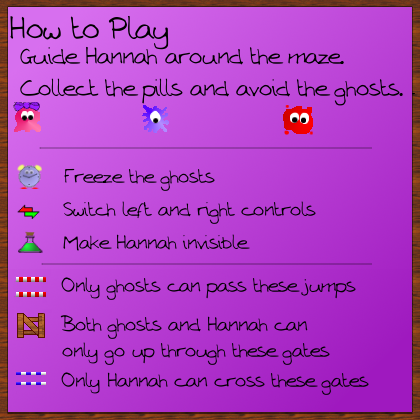 How to Play
Guide Hannah around the maze.
Collect the pills and avoid the ghosts.
Freeze the ghosts
Switch left and right controls
Make Hannah invisible
Only ghosts can pass these jumps
Both ghosts and Hannah can
only go up through these gates
Only Hannah can cross these gates